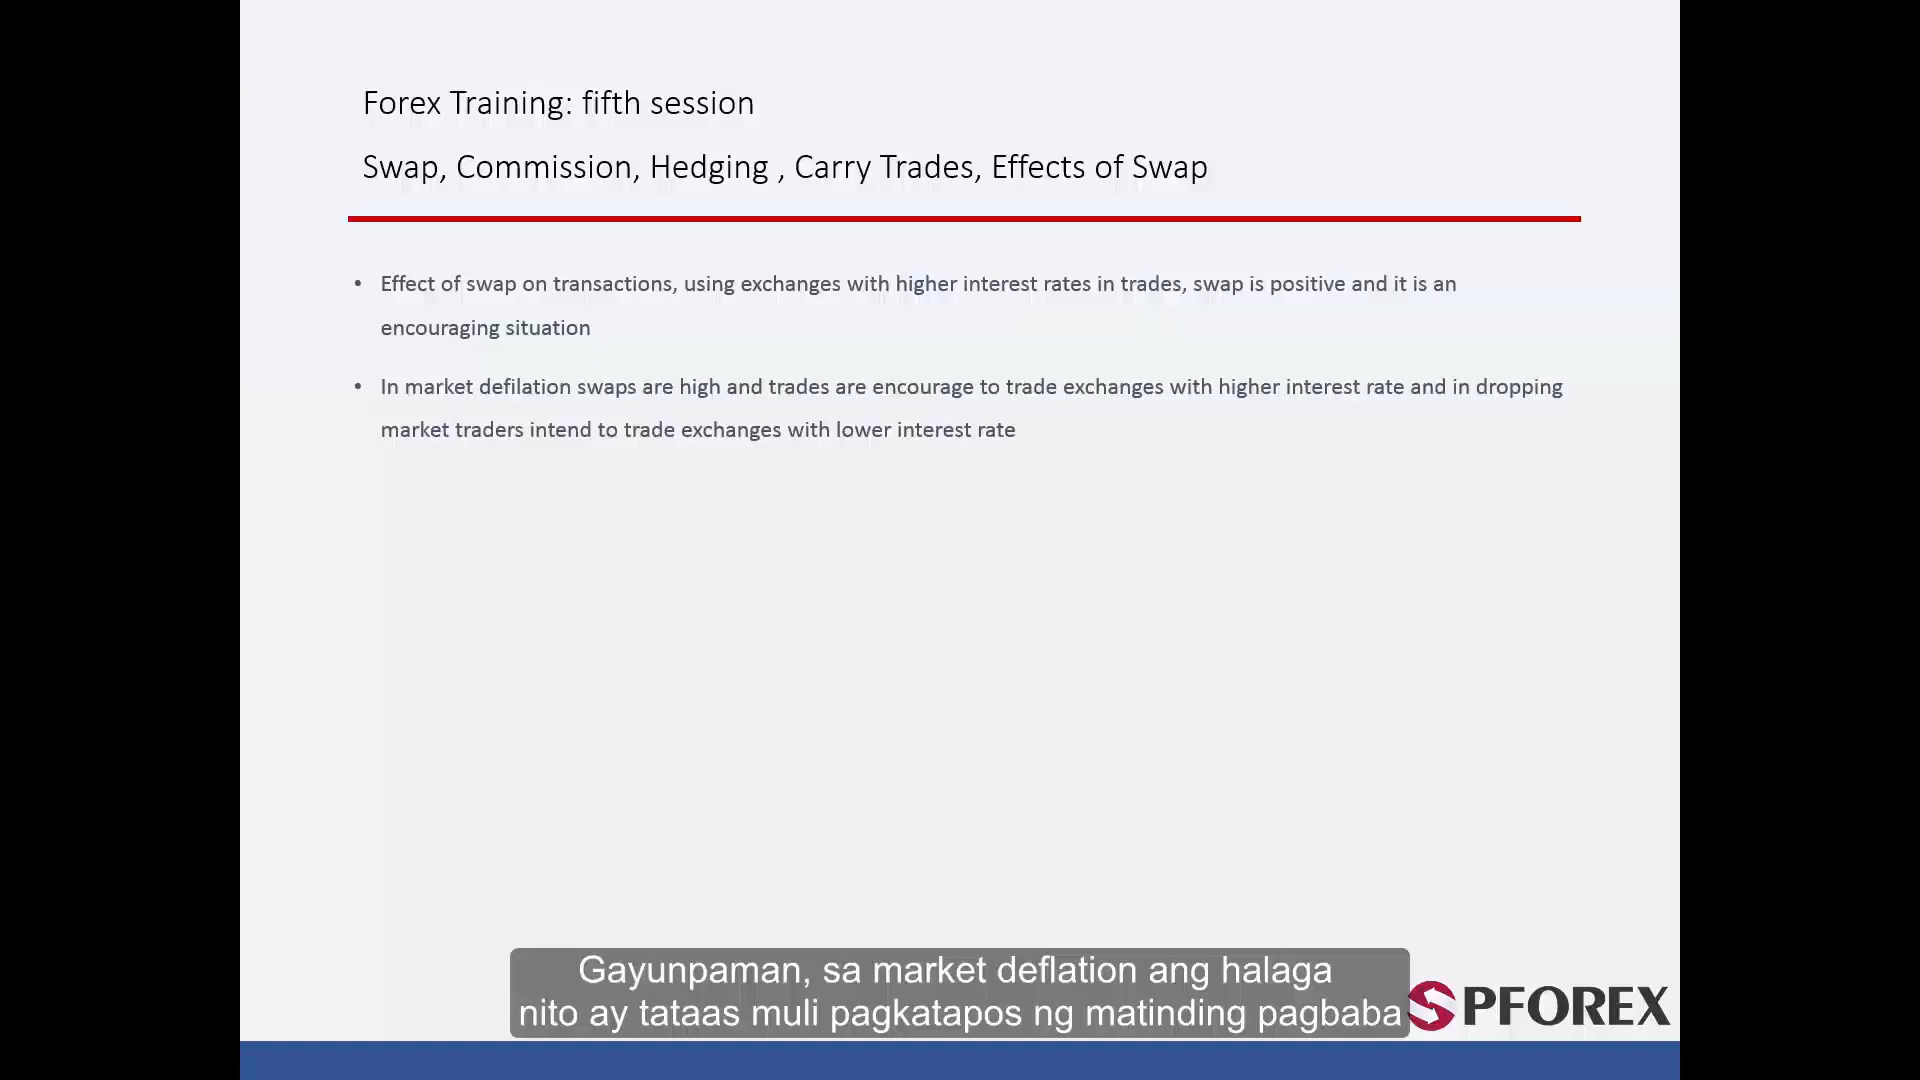 Forex Training: fifth session
Swap, Commission, Hedging , Carry Trades, Effects of Swap
• Effect of swap on transactions, using exchanges with higher interest rates in trades, swap is positive and it is an
encouraging situation
• In market defilation swaps are high and trades are encourage to trade exchanges with higher interest rate and in dropping
market traders intend to trade exchanges with lower interest rate
Gayunpaman, sa market deflation ang halaga
nito ay tataas muli pagkatapos ng matinding pagbaba
PFOREX